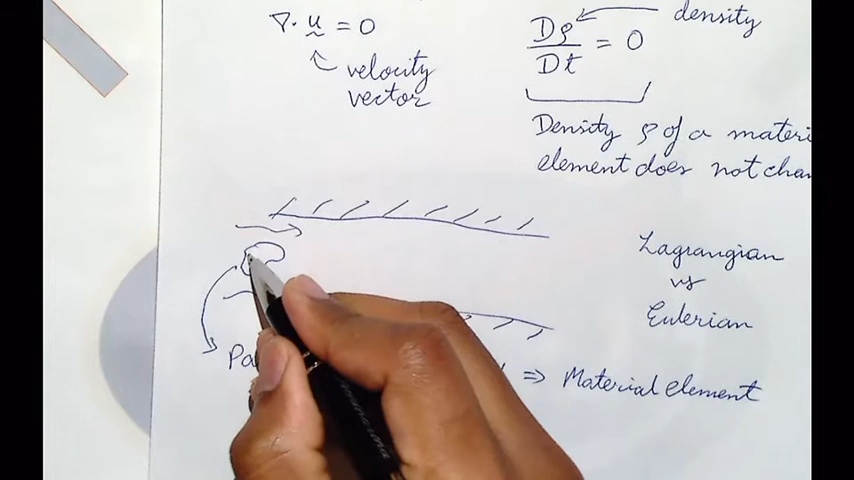 ∇· u = 0
velocity
vector
Dρ/Dt = 0
density
Density ρ of a materi
element does not chan
Lagrangian
vs
Eulerian
Pa
⇒ Material element